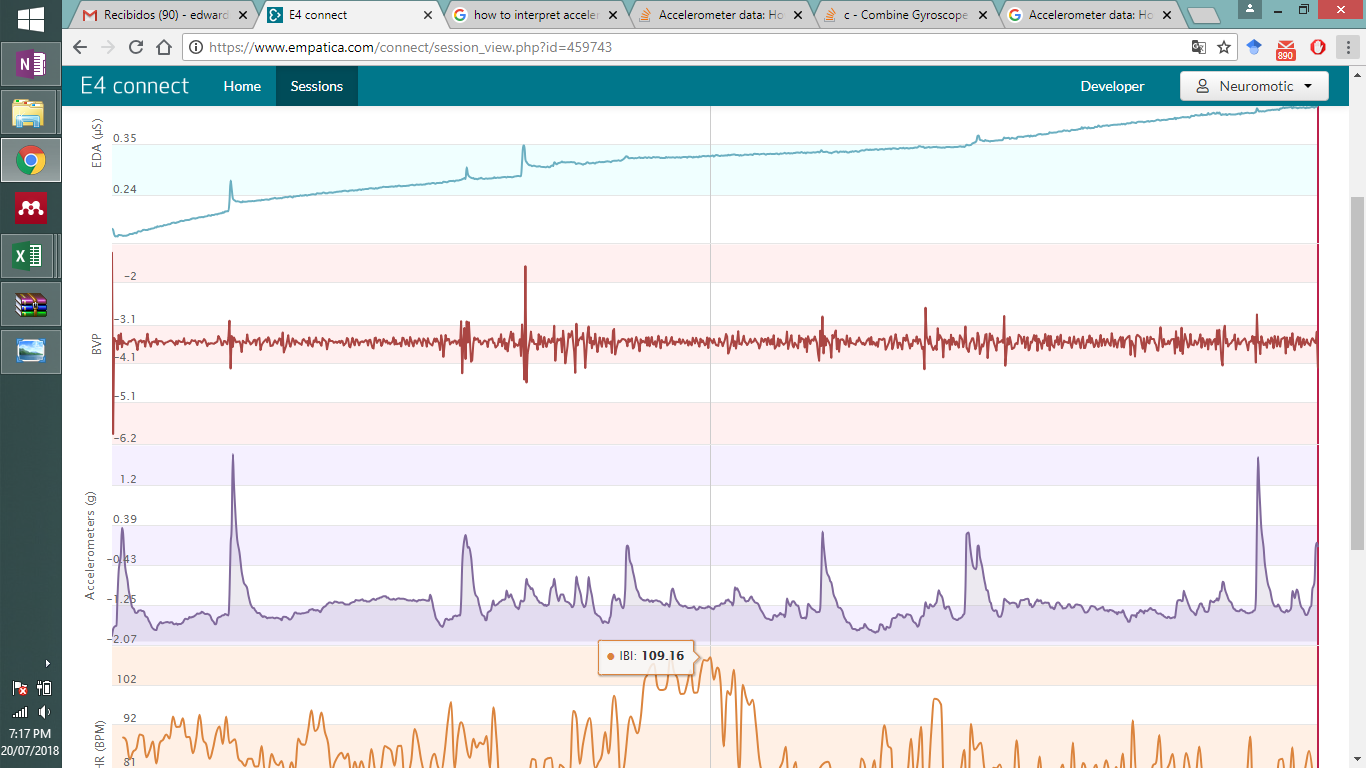 Recibidos (90) - edward
E4 connect
how to interpret acceler
Accelerometer data: Ho
c - Combine Gyroscope
Accelerometer data: Ho
https://www.empatica.com/connect/session_view.php?id=459743
890
E4 connect
Home
Sessions
Developer
Neuromotic
EDA (µS)
0.35
0.24
BVP
-2
-3.1
-4.1
-5.1
-6.2
Accelerometers (g)
1.2
0.39
-0.43
-1.25
-2.07
IBI: 109.16
HR (BPM)
102
92
81
7:17 PM
20/07/2018